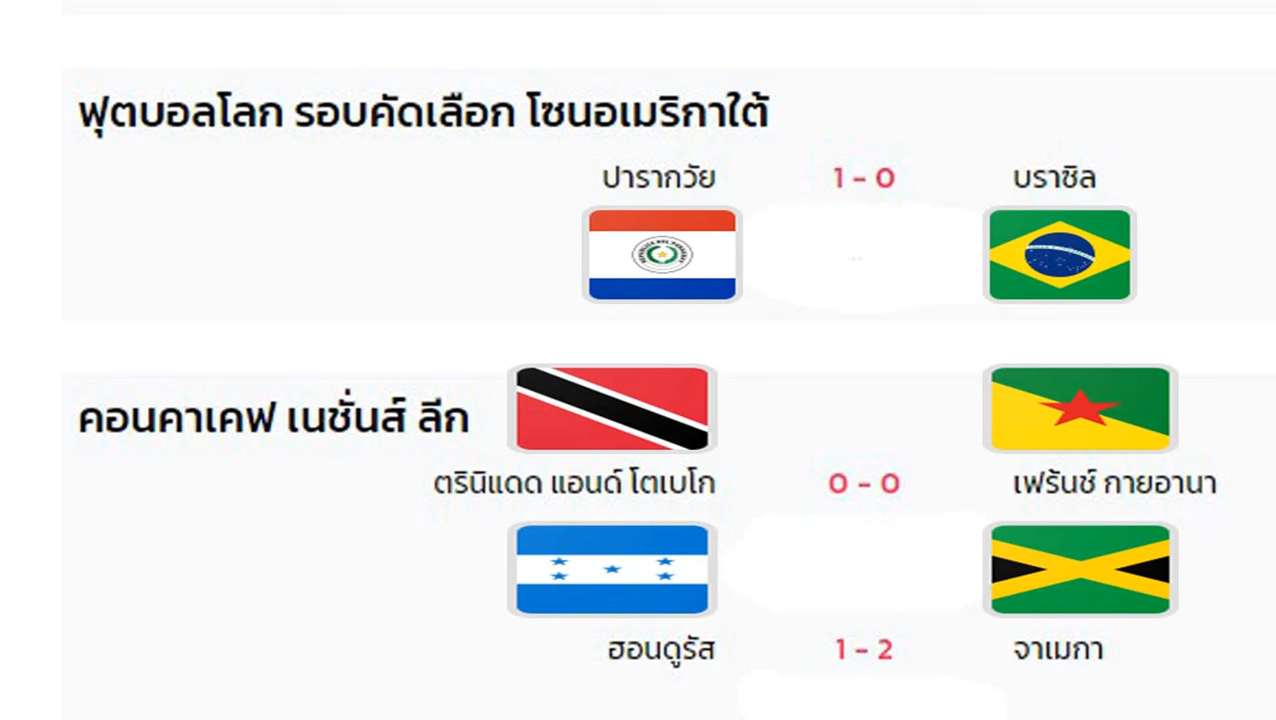 ฟุตบอลโลก รอบคัดเลือก โซนอเมริกาใต้
ปารากวัย 1 - 0 บราซิล
คอนคาเคฟ เนชั่นส์ ลีก
ตรินิแดด แอนด์ โตเบโก 0 - 0 เฟร้นช์ กายอานา
ฮอนดูรัส 1 - 2 จาเมกา